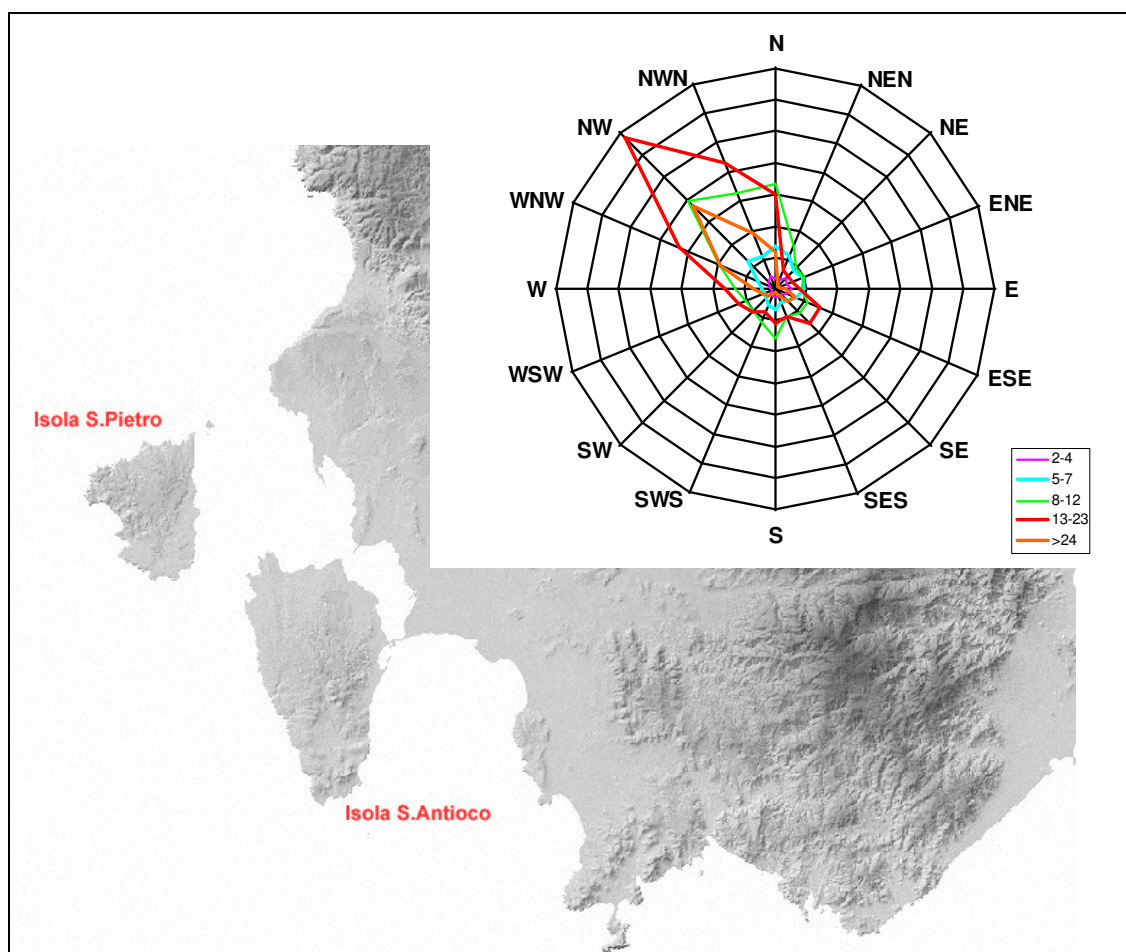 N
NWN
NEN
NW
NE
WNW
ENE
W
E
WSW
ESE
Isola S.Pietro
SW
SE
SWS
SES
S
2-4
5-7
8-12
13-23
>24
Isola S.Antioco